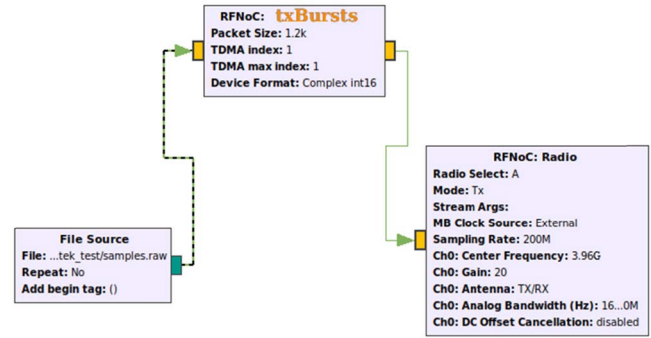 RFNoC: txBursts
Packet Size: 1.2k
TDMA index: 1
TDMA max index: 1
Device Format: Complex int16
RFNoC: Radio
Radio Select: A
Mode: Tx
Stream Args:
MB Clock Source: External
Sampling Rate: 200M
Ch0: Center Frequency: 3.96G
Ch0: Gain: 20
Ch0: Antenna: TX/RX
Ch0: Analog Bandwidth (Hz): 16...0M
Ch0: DC Offset Cancellation: disabled
File Source
File: ...tek_test/samples.raw
Repeat: No
Add begin tag: ()